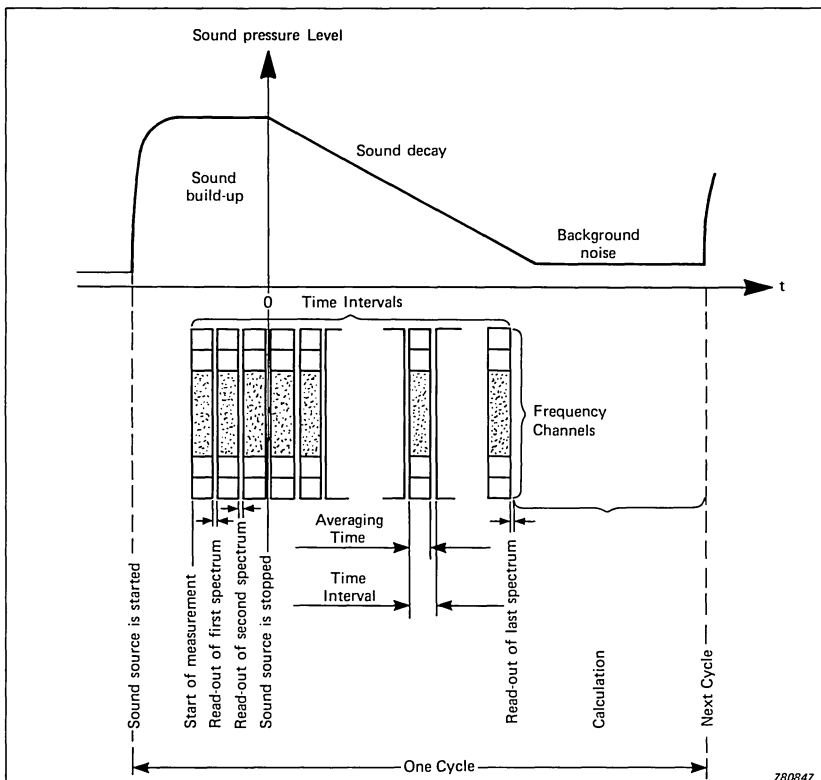 Sound pressure Level
Sound decay
Sound
build-up
Background
noise
t
0
Time Intervals
Frequency
Channels
Averaging
Time
Time
Interval
Sound source is started
Start of measurement
Read-out of first spectrum
Read-out of second spectrum
Sound source is stopped
Read-out of last spectrum
Calculation
Next Cycle
One Cycle
780847